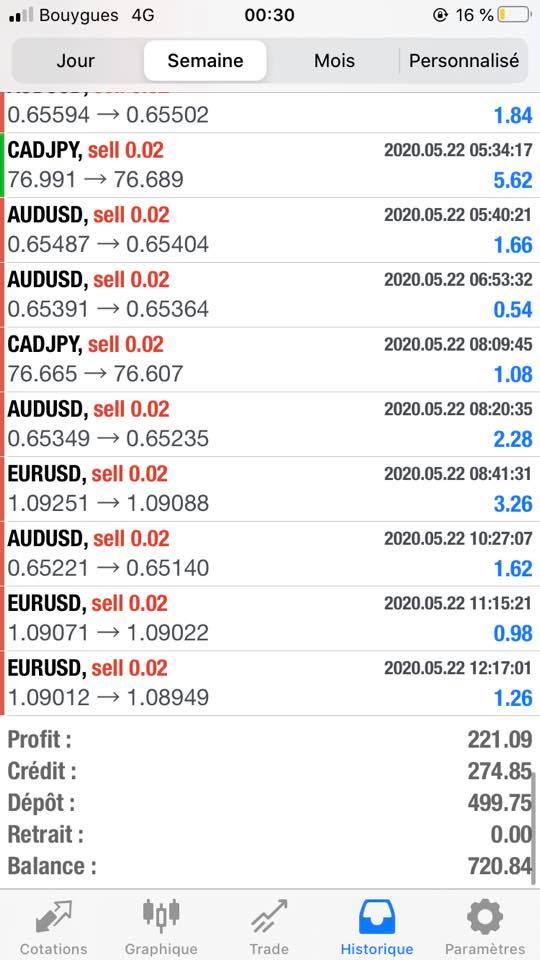 Bouygues 4G 00:30 16 %
Jour Semaine Mois Personnalisé
0.65594 → 0.65502 1.84
CADJPY, sell 0.02 2020.05.22 05:34:17
76.991 → 76.689 5.62
AUDUSD, sell 0.02 2020.05.22 05:40:21
0.65487 → 0.65404 1.66
AUDUSD, sell 0.02 2020.05.22 06:53:32
0.65391 → 0.65364 0.54
CADJPY, sell 0.02 2020.05.22 08:09:45
76.665 → 76.607 1.08
AUDUSD, sell 0.02 2020.05.22 08:20:35
0.65349 → 0.65235 2.28
EURUSD, sell 0.02 2020.05.22 08:41:31
1.09251 → 1.09088 3.26
AUDUSD, sell 0.02 2020.05.22 10:27:07
0.65221 → 0.65140 1.62
EURUSD, sell 0.02 2020.05.22 11:15:21
1.09071 → 1.09022 0.98
EURUSD, sell 0.02 2020.05.22 12:17:01
1.09012 → 1.08949 1.26
Profit : 221.09
Crédit : 274.85
Dépôt : 499.75
Retrait : 0.00
Balance : 720.84
Cotations Graphique Trade Historique Paramètres